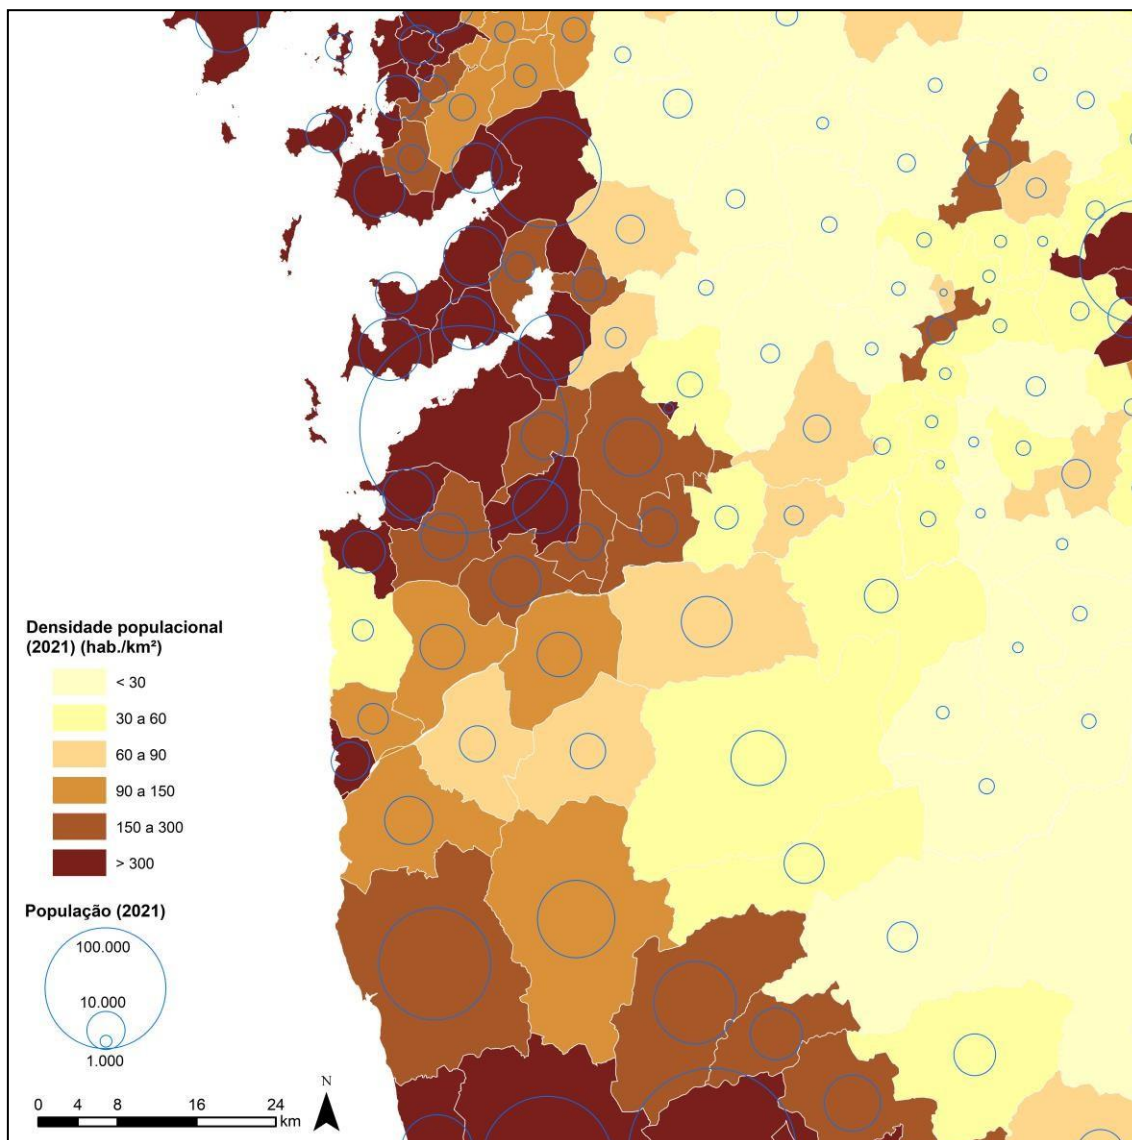 Densidade populacional
(2021) (hab./km²)
< 30
30 a 60
60 a 90
90 a 150
150 a 300
> 300
População (2021)
100.000
10.000
1.000
N
0 4 8 16 24
km